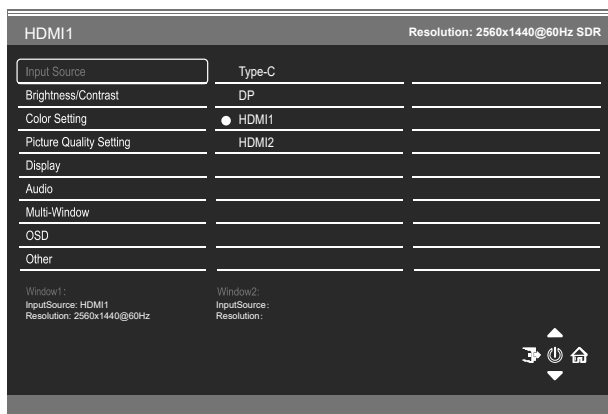 HDMI1
Resolution: 2560x1440@60Hz SDR
Input Source
Type-C
Brightness/Contrast
DP
Color Setting
HDMI1
Picture Quality Setting
HDMI2
Display
Audio
Multi-Window
OSD
Other
Window1:
Window2:
InputSource: HDMI1
InputSource:
Resolution: 2560x1440@60Hz
Resolution: